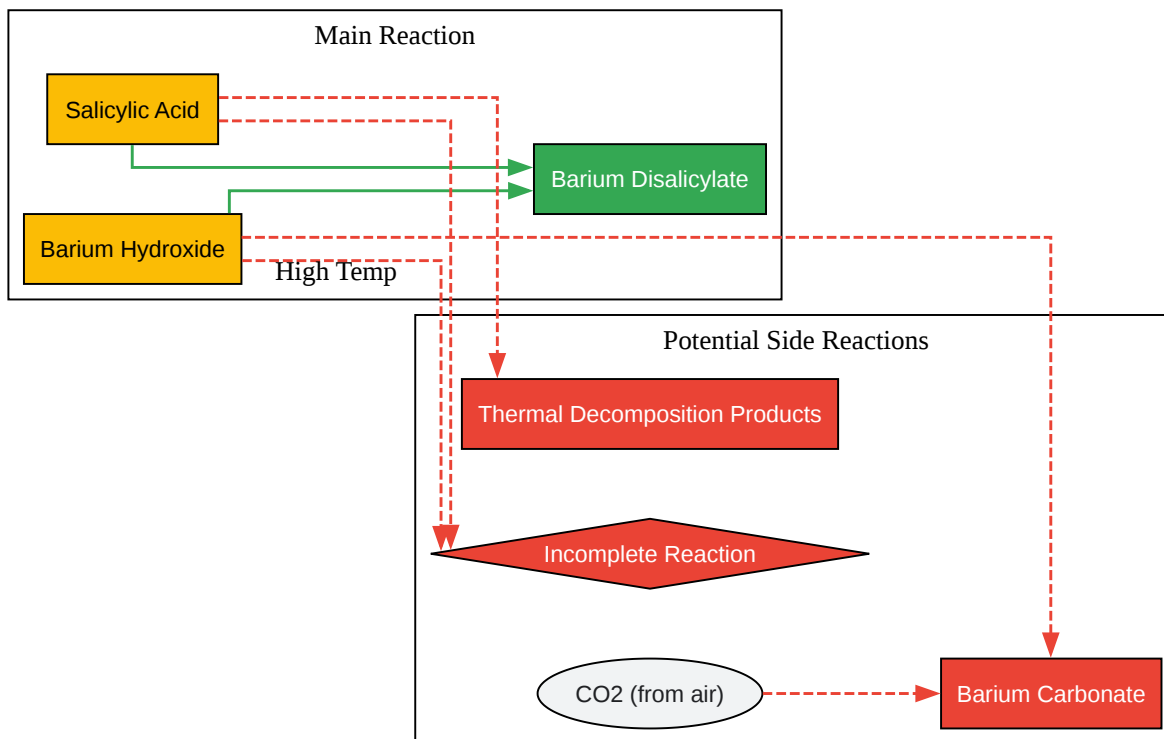 Main Reaction
Salicylic Acid
Barium Disalicylate
Barium Hydroxide
High Temp
Potential Side Reactions
Thermal Decomposition Products
Incomplete Reaction
CO2 (from air)
Barium Carbonate